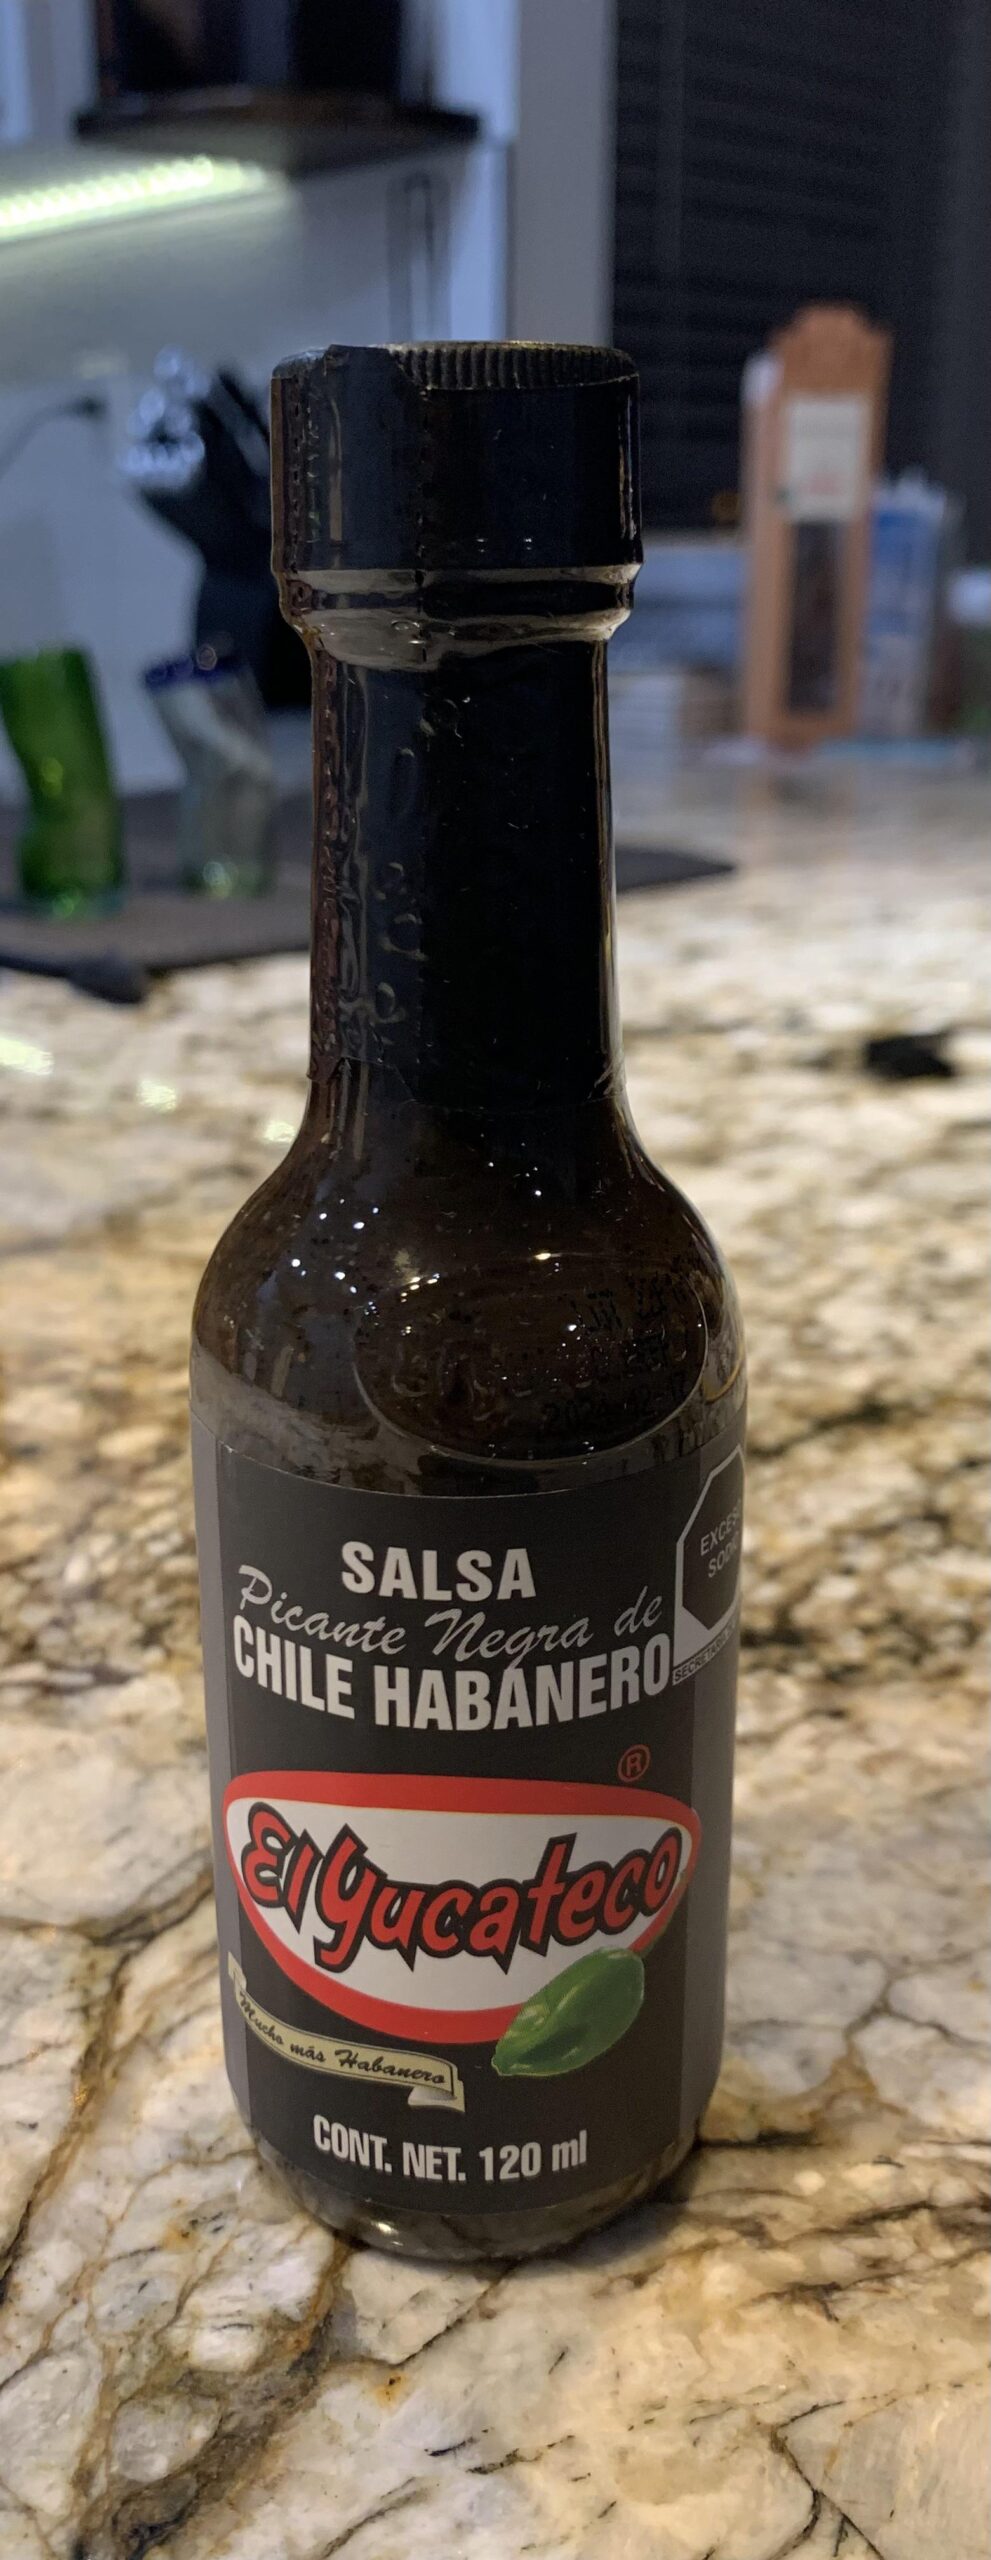 SALSA
Picante Negra de
CHILE HABANERO
®
El Yucateco
Mucho más Habanero
CONT. NET. 120 ml